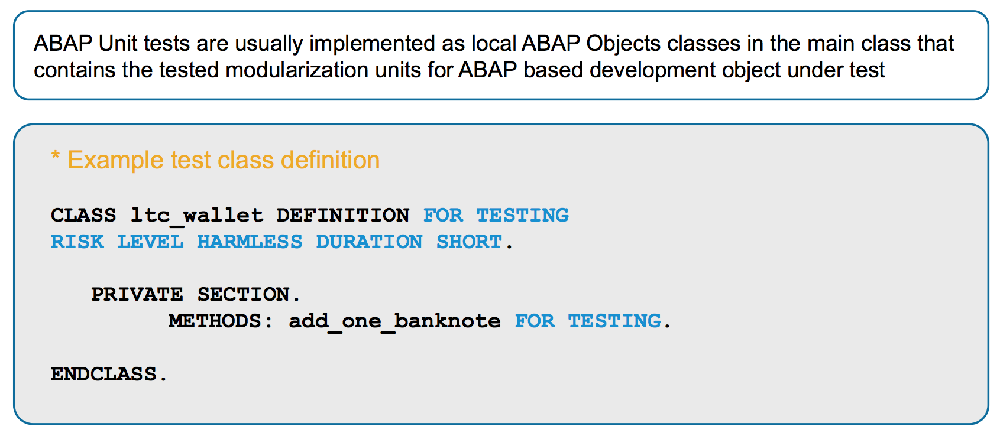 ABAP Unit tests are usually implemented as local ABAP Objects classes in the main class that
contains the tested modularization units for ABAP based development object under test
* Example test class definition
CLASS ltc_wallet DEFINITION FOR TESTING
RISK LEVEL HARMLESS DURATION SHORT.
PRIVATE SECTION.
METHODS: add_one_banknote FOR TESTING.
ENDCLASS.